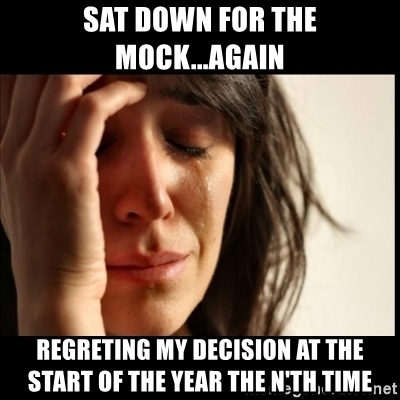 SAT DOWN FOR THE
MOCK...AGAIN
REGRETING MY DECISION AT THE
START OF THE YEAR THE N'TH TIME